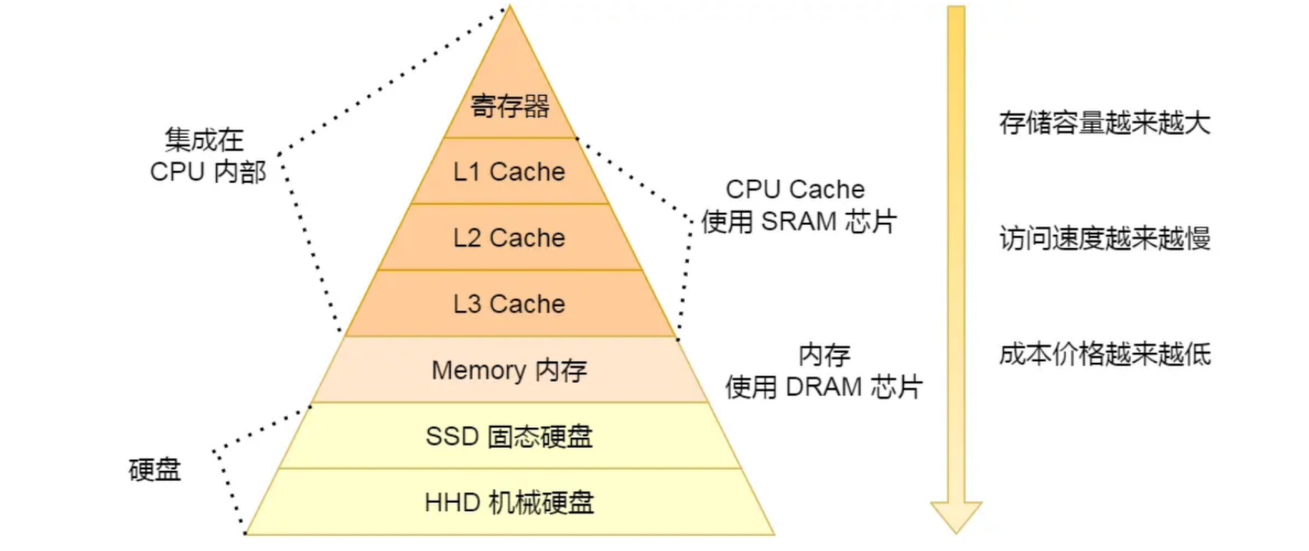 寄存器
集成在
CPU 内部
L1 Cache
L2 Cache
L3 Cache
CPU Cache
使用 SRAM 芯片
Memory 内存
内存
使用 DRAM 芯片
SSD 固态硬盘
HHD 机械硬盘
硬盘
存储容量越来越大
访问速度越来越慢
成本价格越来越低